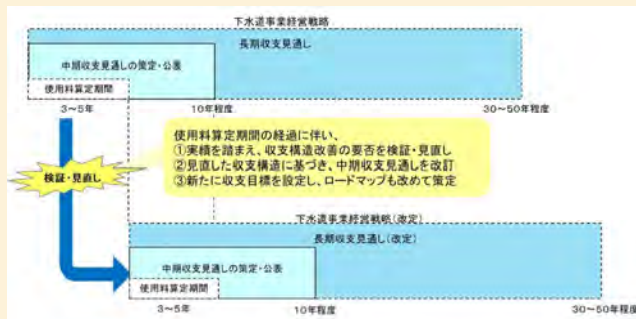 下水道事業経営戦略
長期収支見通し
中期収支見通しの策定・公表
使用料算定期間
3～5年
10年程度
30～50年程度
使用料算定期間の経過に伴い、
①実績を踏まえ、収支構造改善の要否を検証・見直し
②見直した収支構造に基づき、中期収支見通しを改訂
③新たに収支目標を設定し、ロードマップも改めて策定
検証・見直し
下水道事業経営戦略(改定)
長期収支見通し(改定)
中期収支見通しの策定・公表
使用料算定期間
3～5年
10年程度
30～50年程度